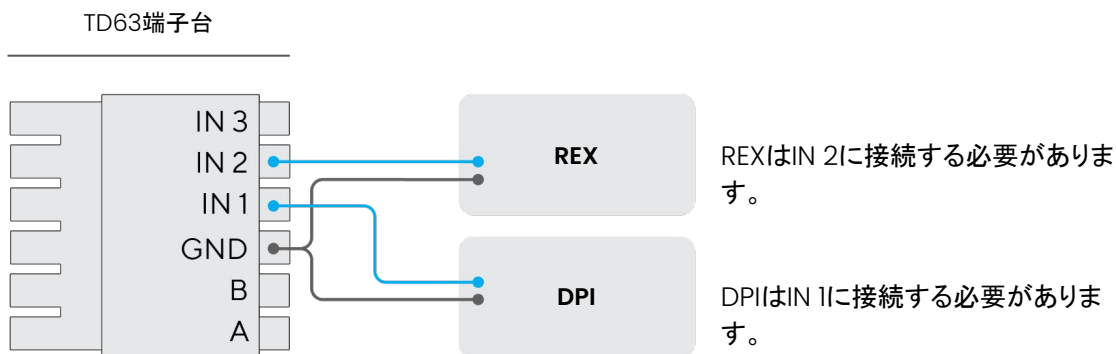 TD63端子台
IN 3
IN 2
IN 1
GND
B
A
REX
REXはIN 2に接続する必要がありま
す。
DPI
DPIはIN 1に接続する必要がありま
す。